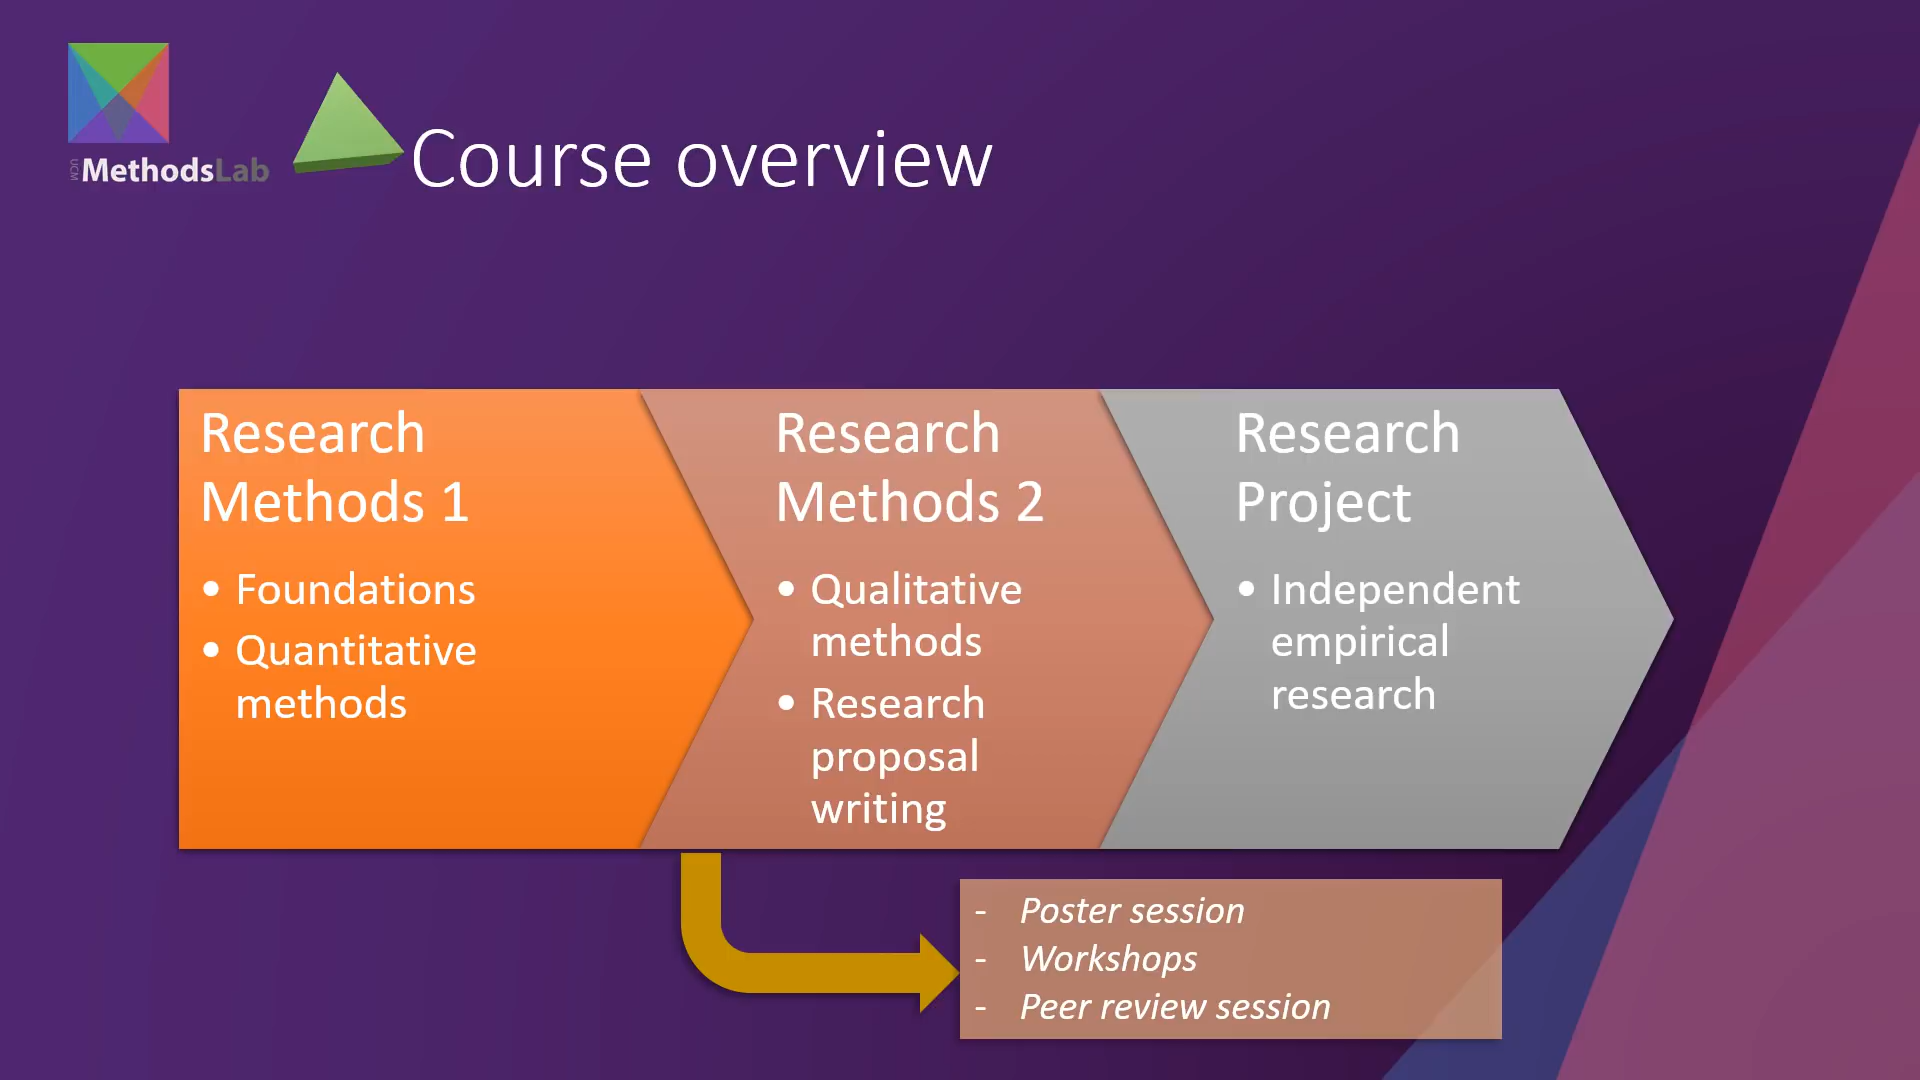 UCM MethodsLab
Course overview
Research
Methods 1
• Foundations
• Quantitative
methods
Research
Methods 2
• Qualitative
methods
• Research
proposal
writing
Research
Project
• Independent
empirical
research
- Poster session
- Workshops
- Peer review session